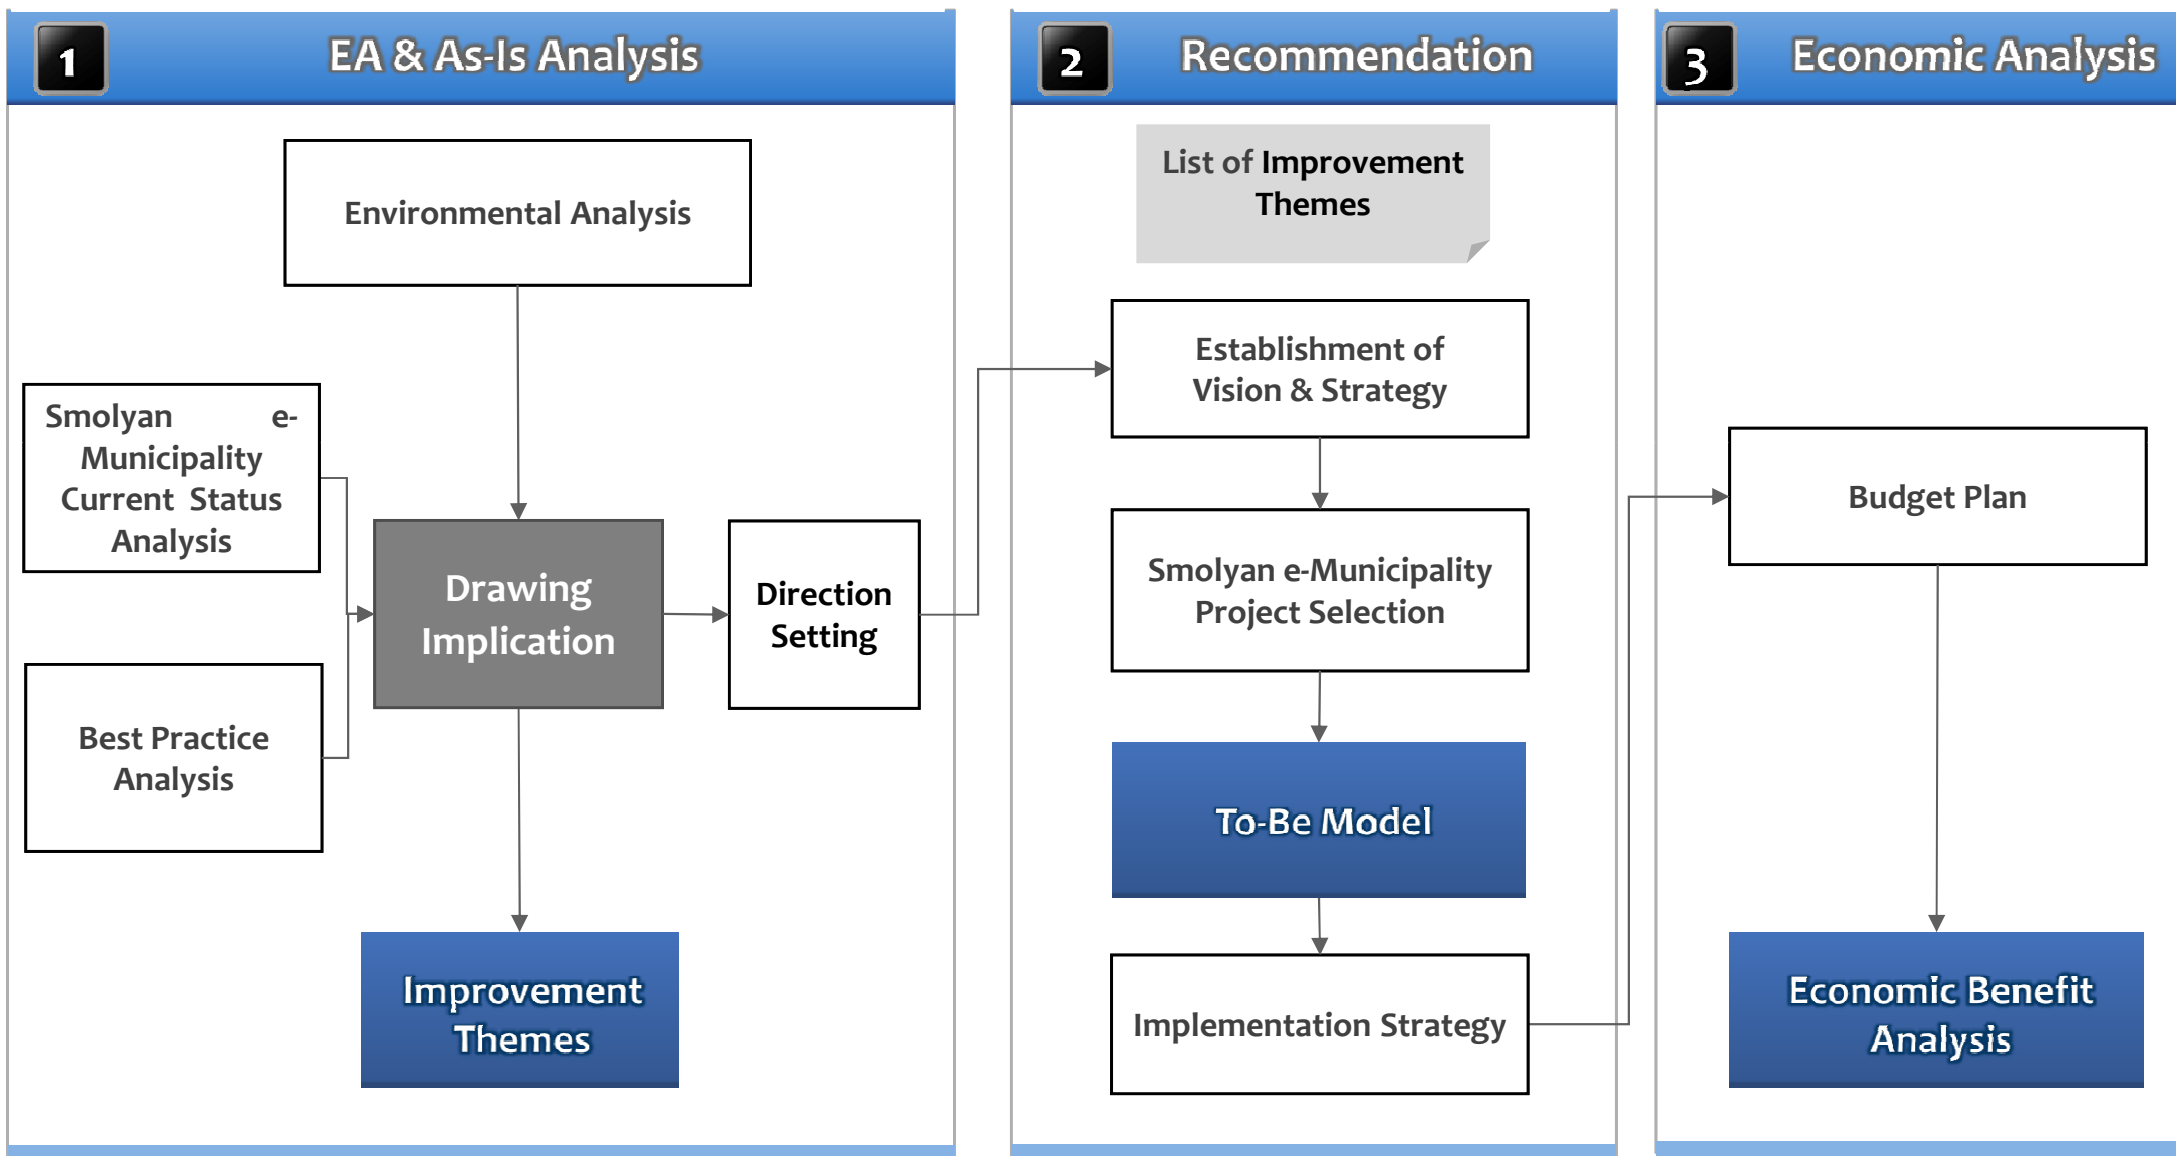 1
EA & As-Is Analysis
Environmental Analysis
Smolyan e-
Municipality
Current Status
Analysis
Best Practice
Analysis
Drawing
Implication
Direction
Setting
Improvement
Themes
2
Recommendation
List of Improvement
Themes
Establishment of
Vision & Strategy
Smolyan e-Municipality
Project Selection
To-Be Model
Implementation Strategy
3
Economic Analysis
Budget Plan
Economic Benefit
Analysis